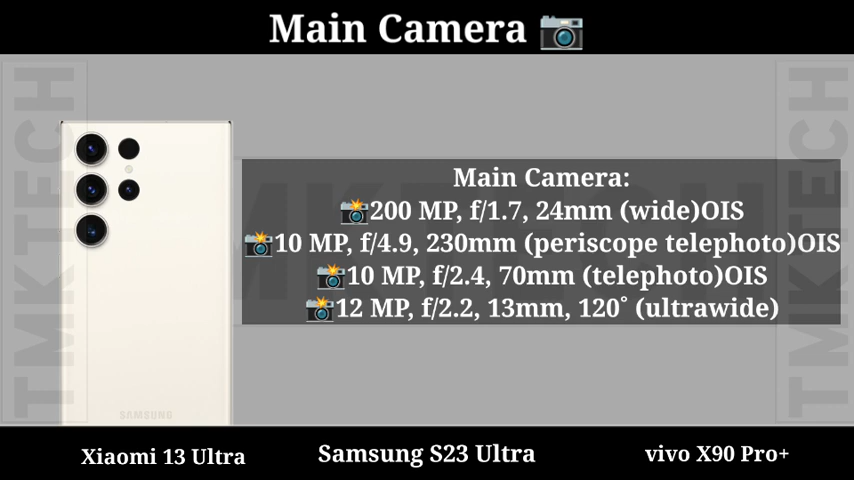 Main Camera 📷
TMKTECH
TMKTECH
TMKTECH
Main Camera:
📸200 MP, f/1.7, 24mm (wide)OIS
📸10 MP, f/4.9, 230mm (periscope telephoto)OIS
📸10 MP, f/2.4, 70mm (telephoto)OIS
📸12 MP, f/2.2, 13mm, 120˚ (ultrawide)
SAMSUNG
Xiaomi 13 Ultra
Samsung S23 Ultra
vivo X90 Pro+